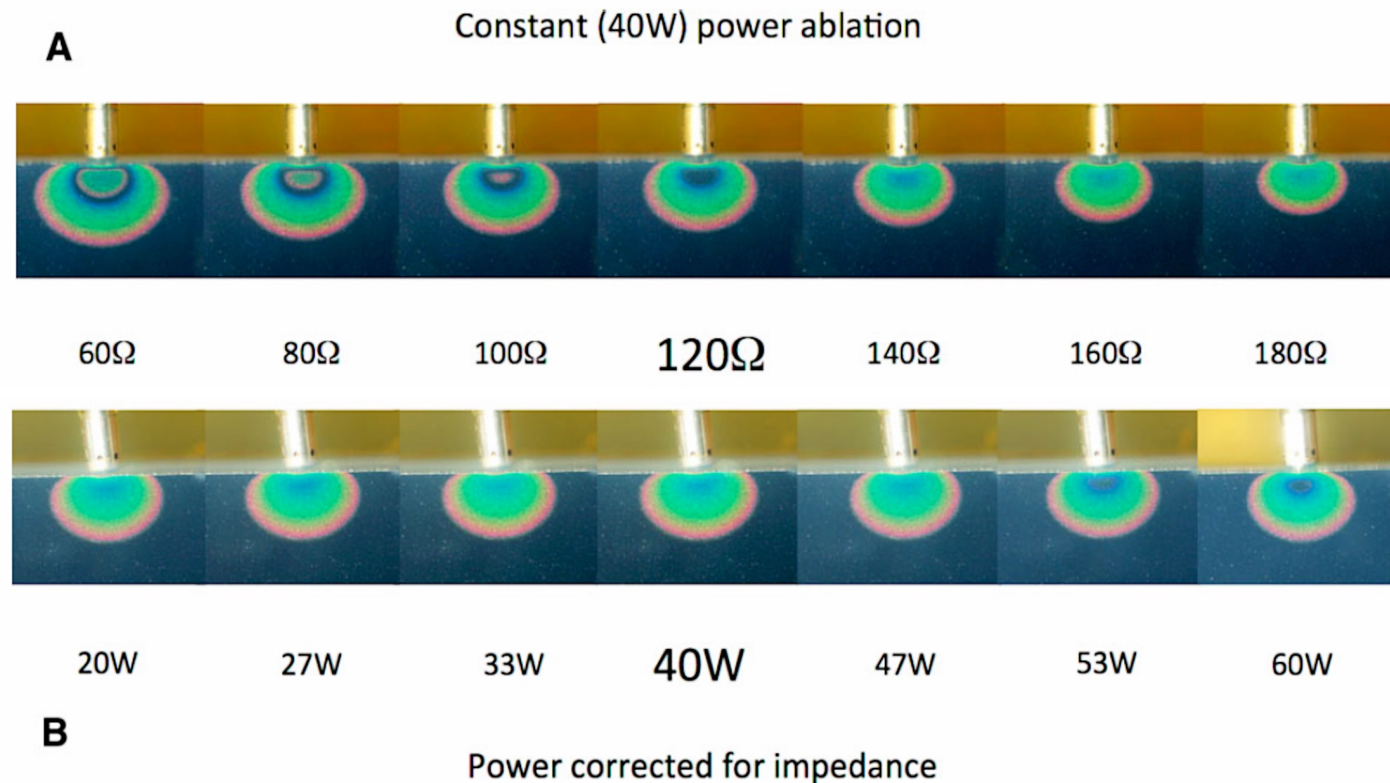 Constant (40W) power ablation
A
60Ω 80Ω 100Ω 120Ω 140Ω 160Ω 180Ω
20W 27W 33W 40W 47W 53W 60W
B
Power corrected for impedance